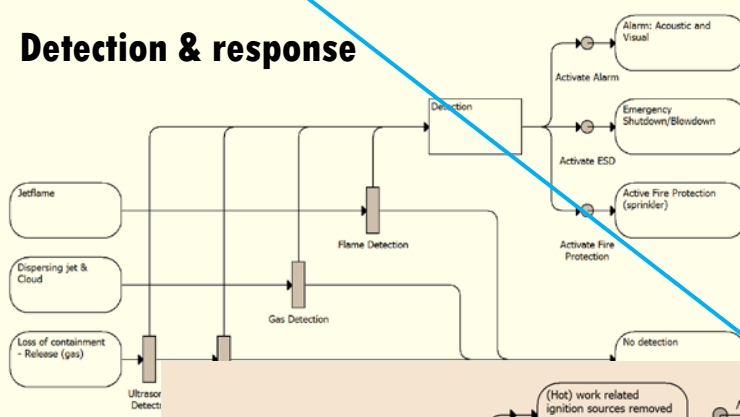 Detection & response
Alarm: Acoustic and
Visual
Activate Alarm
Detection
Emergency
Shutdown/Blowdown
Activate ESD
Jetflame
Active Fire Protection
(sprinkler)
Flame Detection
Activate Fire
Protection
Dispersing jet &
Cloud
Gas Detection
Loss of containment
- Release (gas)
No detection
(Hot) work related
ignition sources removed